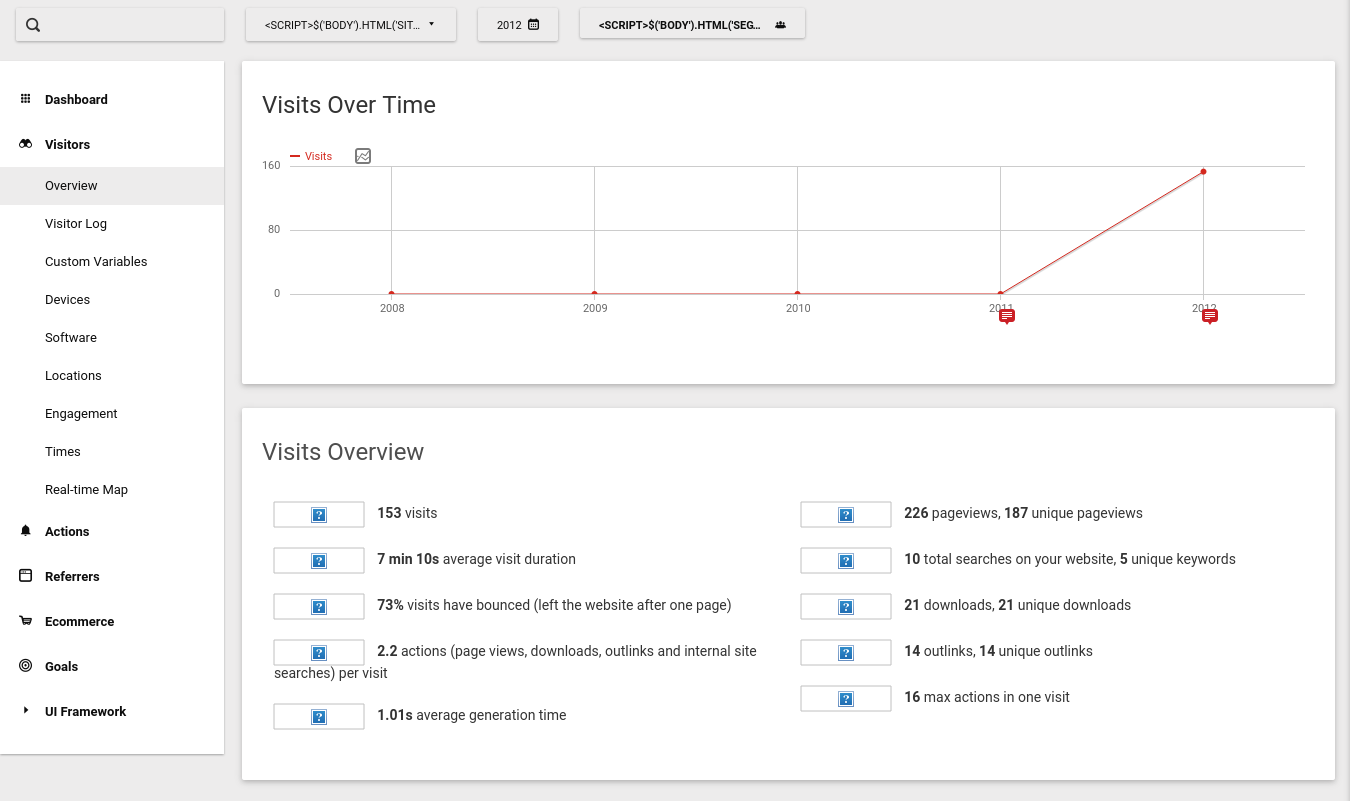 <SCRIPT>$('BODY').HTML('SIT...
2012
<SCRIPT>$('BODY').HTML('SEG...
Dashboard
Visitors
Overview
Visitor Log
Custom Variables
Devices
Software
Locations
Engagement
Times
Real-time Map
Actions
Referrers
Ecommerce
Goals
UI Framework
Visits Over Time
Visits
160
80
0
2008
2009
2010
2011
2012
Visits Overview
153 visits
7 min 10s average visit duration
73% visits have bounced (left the website after one page)
2.2 actions (page views, downloads, outlinks and internal site
searches) per visit
1.01s average generation time
226 pageviews, 187 unique pageviews
10 total searches on your website, 5 unique keywords
21 downloads, 21 unique downloads
14 outlinks, 14 unique outlinks
16 max actions in one visit